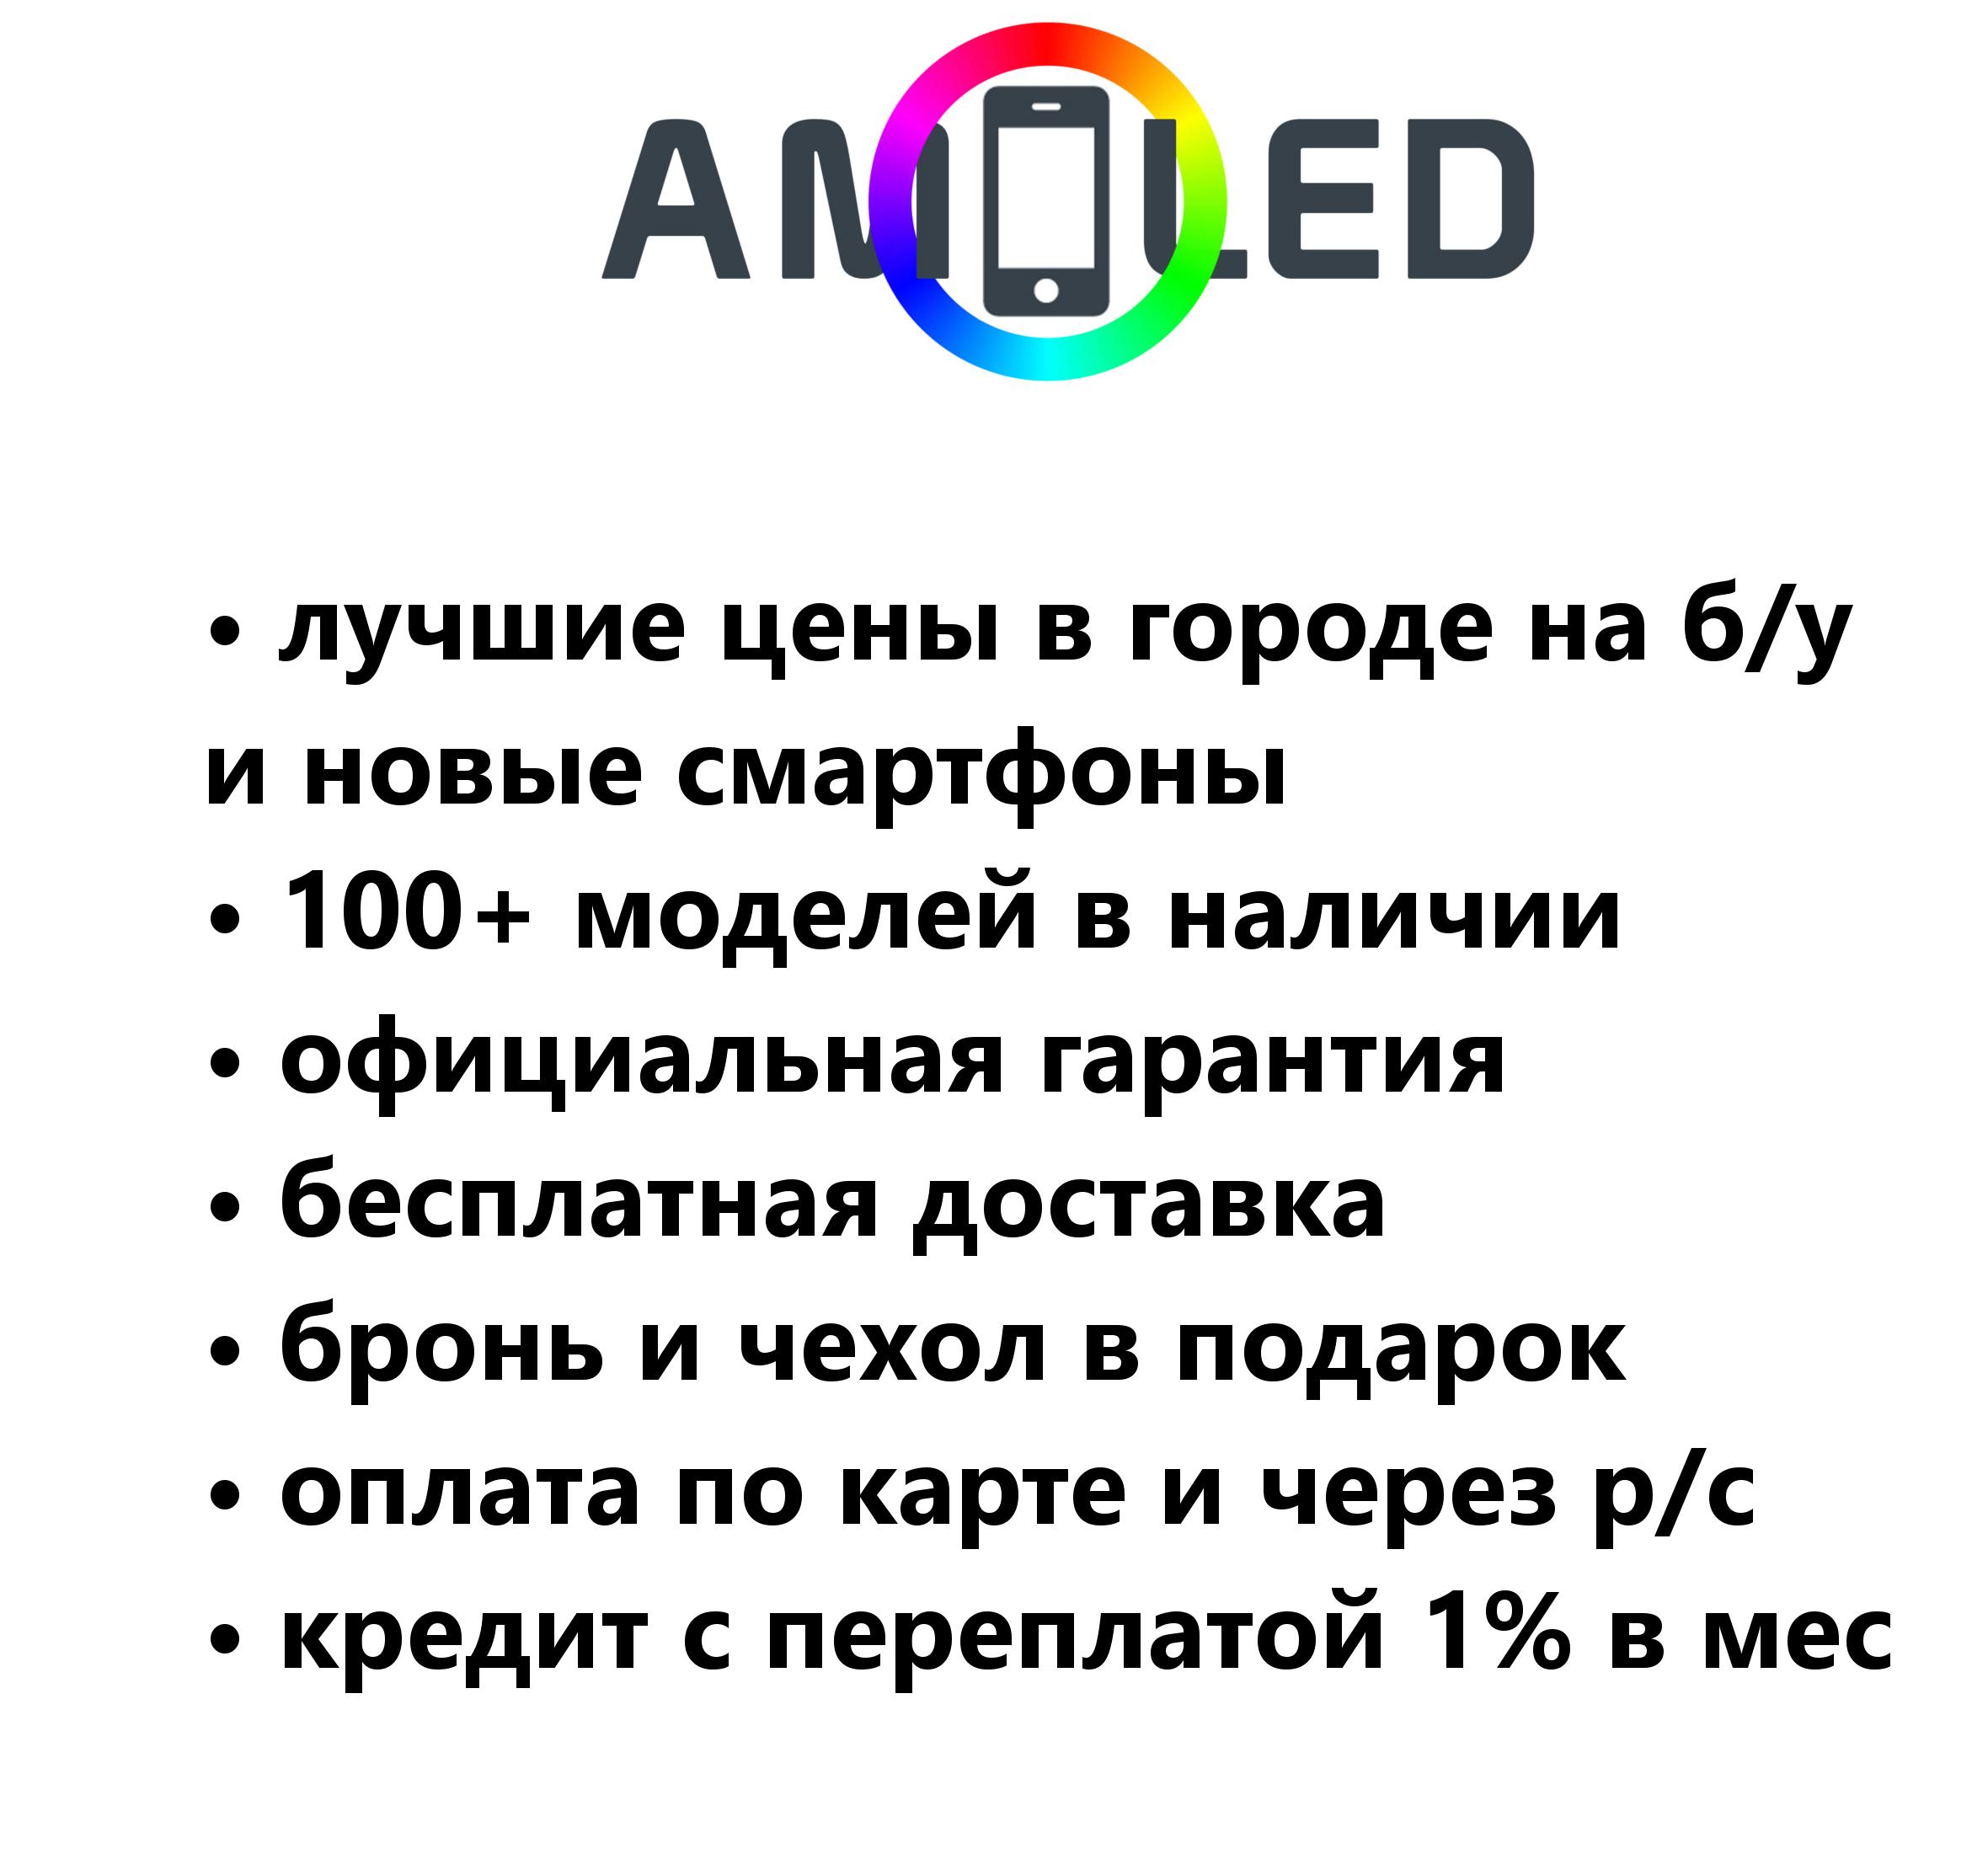 AMOLED
• лучшие цены в городе на б/у
и новые смартфоны
• 100+ моделей в наличии
• официальная гарантия
• бесплатная доставка
• бронь и чехол в подарок
• оплата по карте и через р/с
• кредит с переплатой 1% в мес